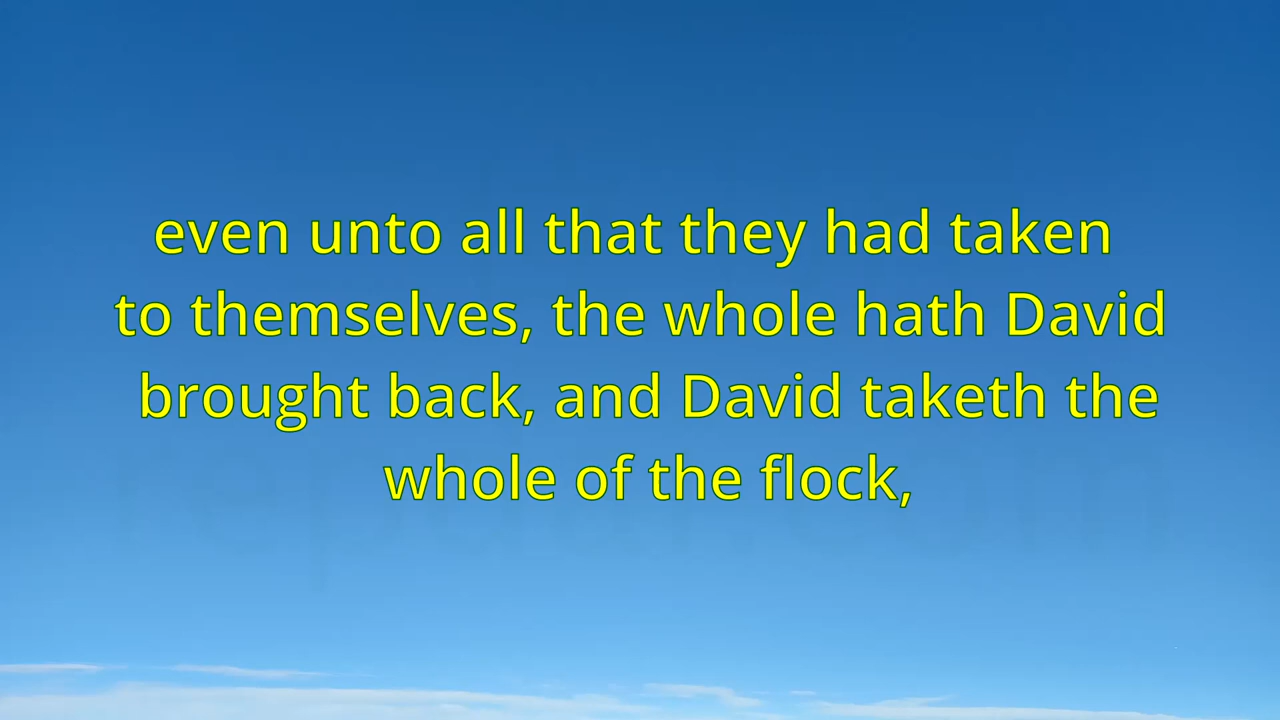 even unto all that they had taken
to themselves, the whole hath David
brought back, and David taketh the
whole of the flock,